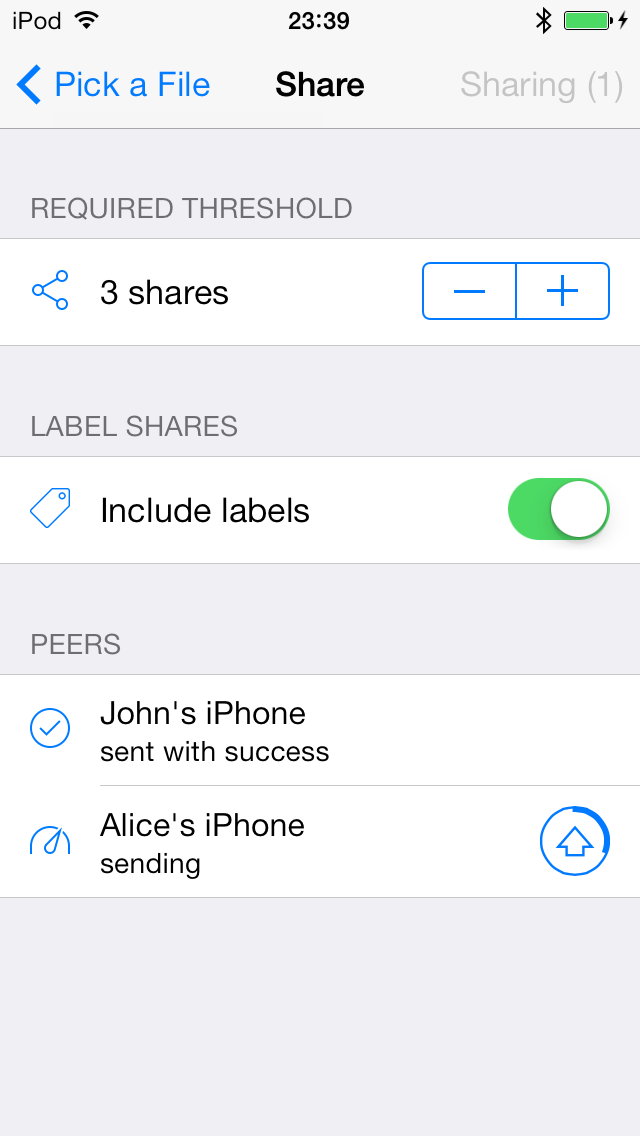 iPod 23:39
Pick a File Share Sharing (1)
REQUIRED THRESHOLD
3 shares
LABEL SHARES
Include labels
PEERS
John's iPhone
sent with success
Alice's iPhone
sending